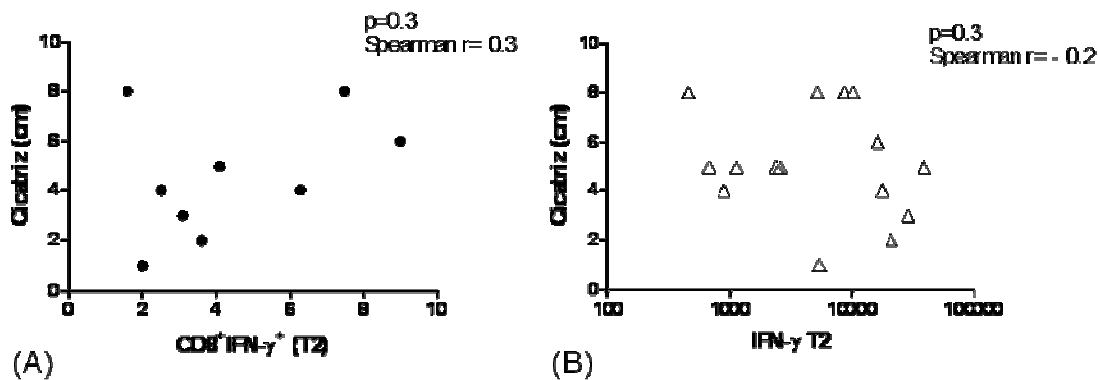 p=0.3
Spearman r= 0.3
10
8
6
4
2
0
Cicatriz (cm)
0 2 4 6 8 10
CD8⁺IFN-γ⁺ (T2)
(A)
p=0.3
Spearman r= - 0.2
10
8
6
4
2
0
Cicatriz (cm)
100 1000 10000 100000
IFN-γ T2
(B)